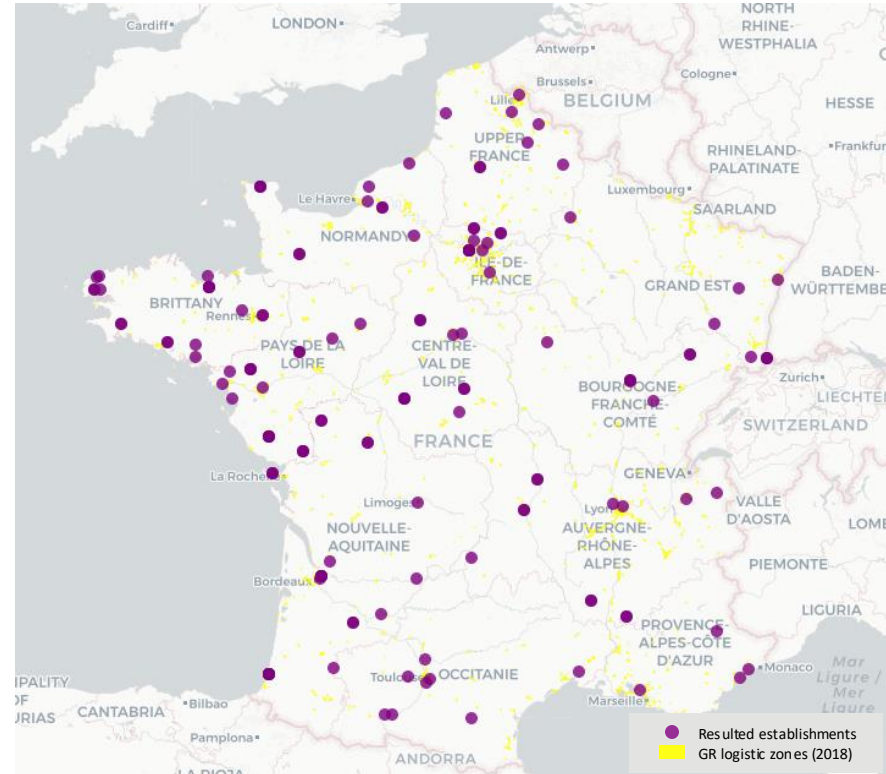 NORTH
RHINE-
WESTPHALIA
Cardiff
LONDON
Antwerp
Brussels
Cologne
BELGIUM
Lille
HESSE
UPPER
FRANCE
RHINELAND-
PALATINATE
Frankfur
Luxembourg
SAARLAND
Le Havre
NORMANDY
ILE-DE-
FRANCE
GRAND EST
BADEN-
WÜRTTEMBE
BRITTANY
Rennes
PAYS DE LA
LOIRE
CENTRE-
VAL DE
LOIRE
BOURGOGNE-
FRANCHE-
COMTÉ
Zurich
LIECHTEN
SWITZERLAND
FRANCE
La Roche
GENEVA
VALLE
D'AOSTA
Limoges
Lyon
LOMB
NOUVELLE-
AQUITAINE
AUVERGNE-
RHÔNE-
ALPES
PIEMONTE
Bordeaux
LIGURIA
PROVENCE-
ALPES-CÔTE
D'AZUR
Monaco
Mar
Ligure /
Mer
Ligure
Toulouse
OCCITANIE
Marseille
IPALITY
OF
URIAS
CANTABRIA
Bilbao
Pamplona
ANDORRA
LA RIOJA
Resulted establishments
GR logistic zones (2018)